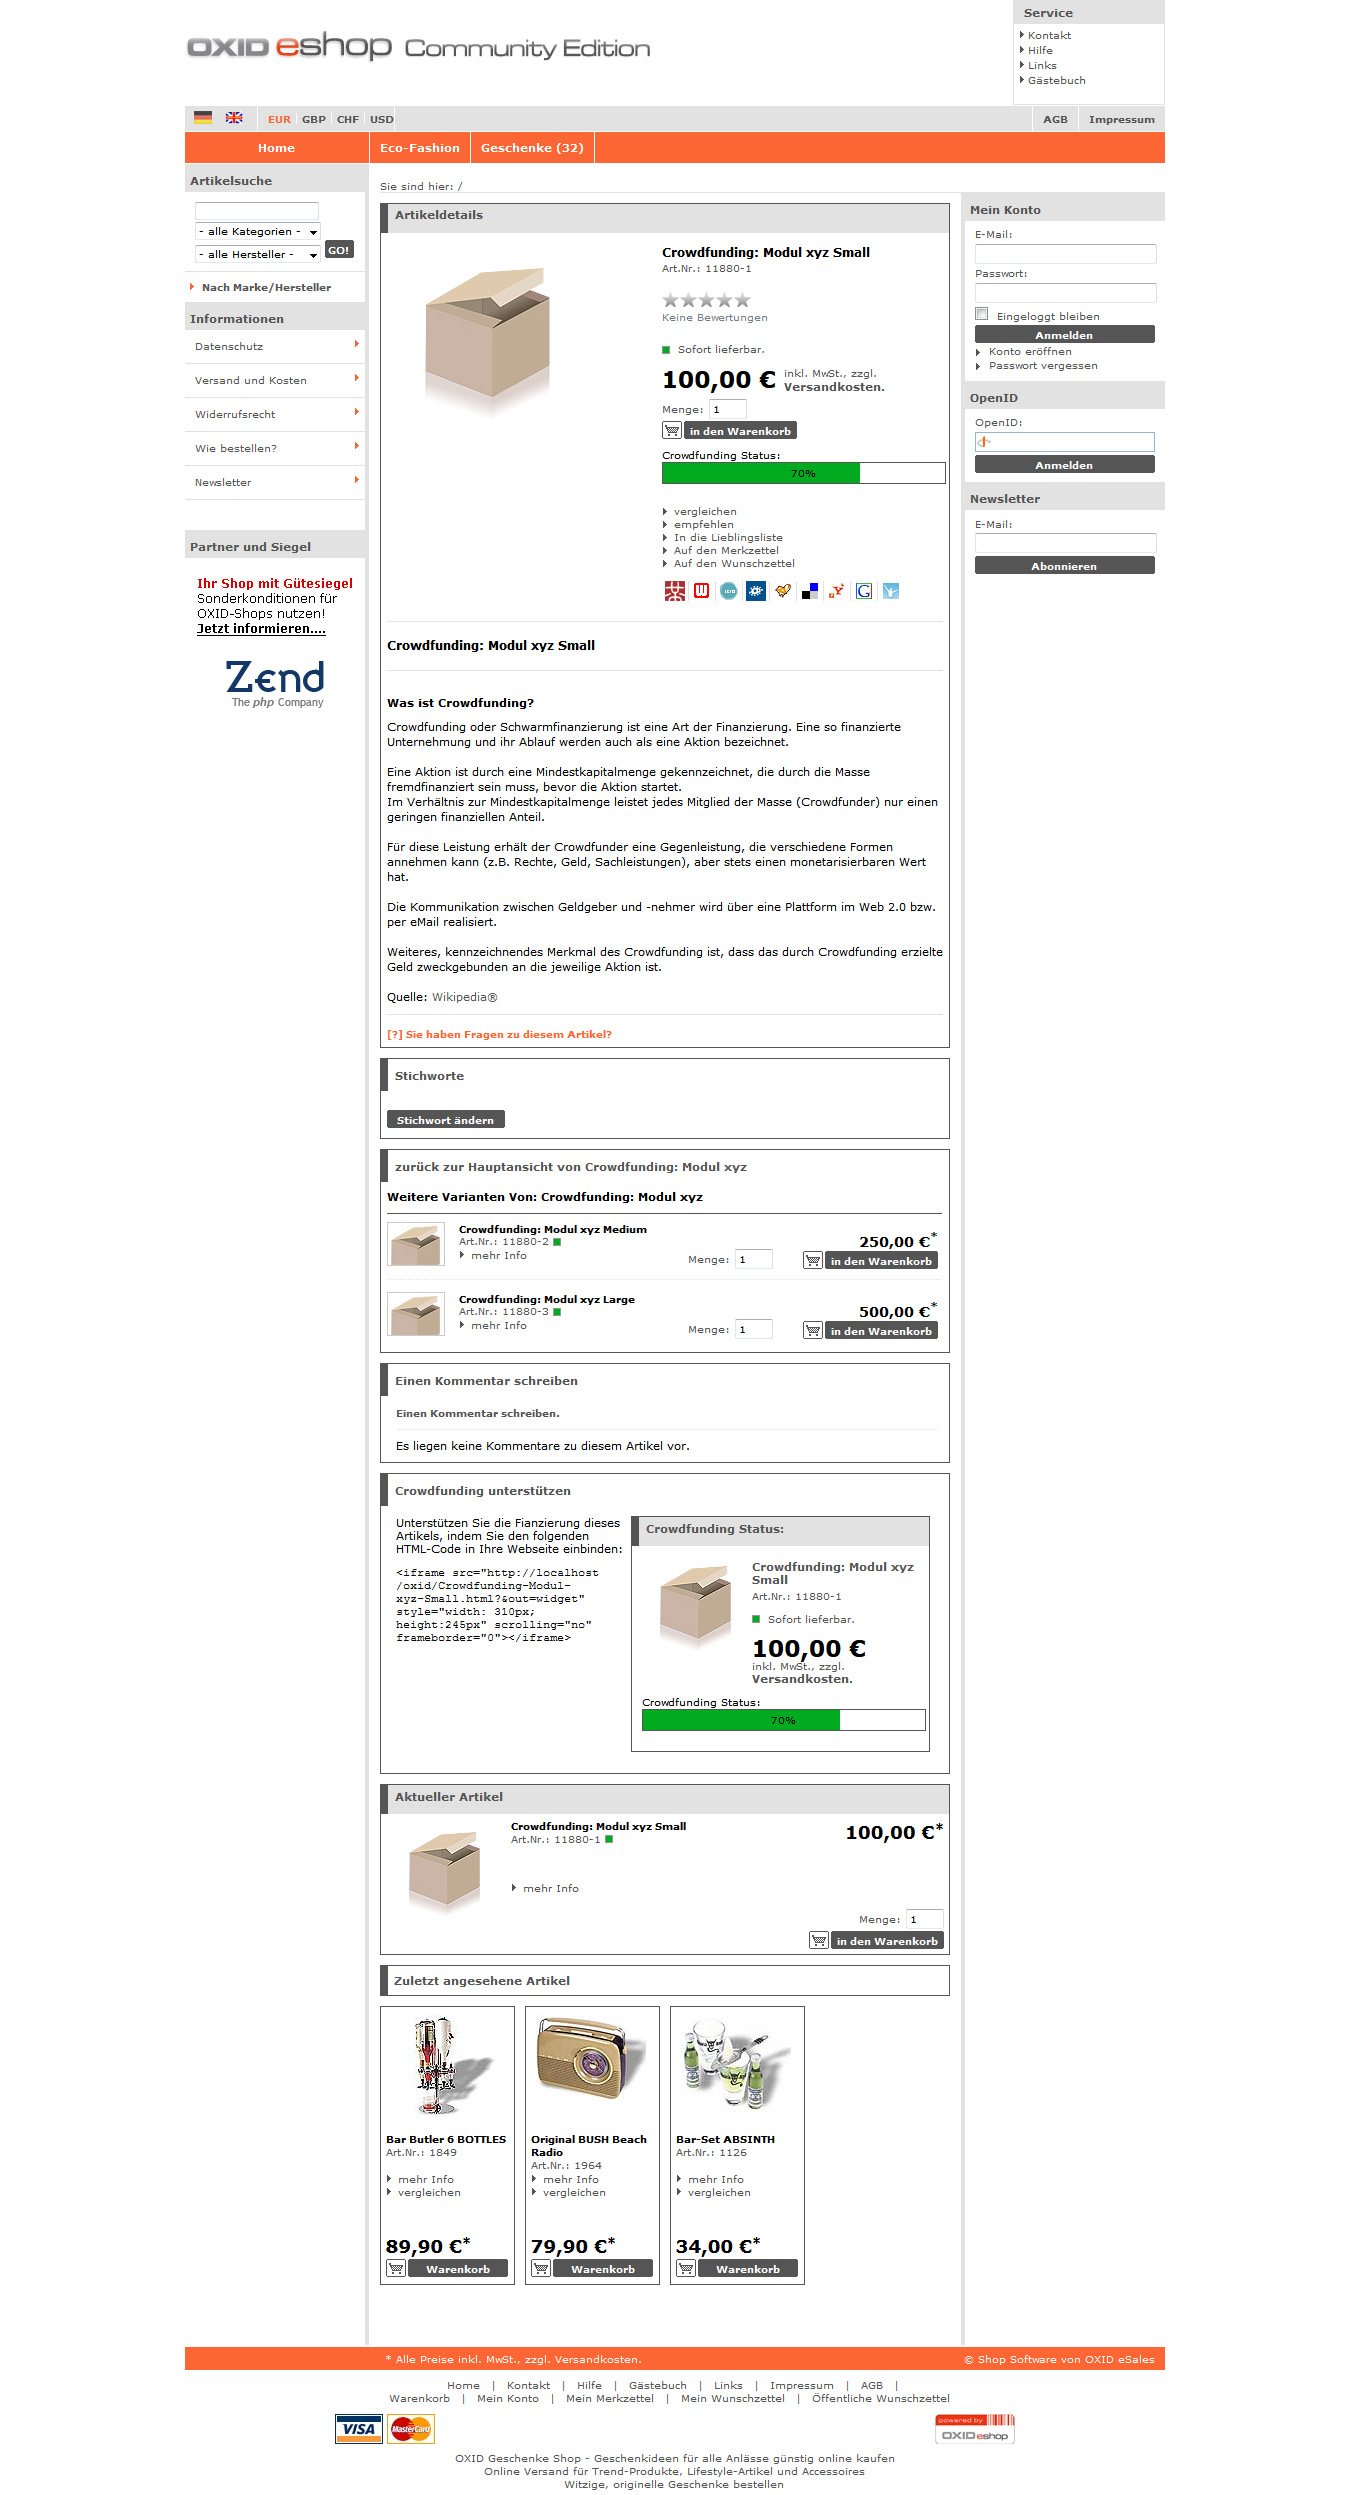 OXID eshop Community Edition
Service
Kontakt
Hilfe
Links
Gästebuch
EUR GBP CHF USD
AGB Impressum
Home Eco-Fashion Geschenke (32)
Artikelsuche
- alle Kategorien -
- alle Hersteller - GO!
Nach Marke/Hersteller
Informationen
Datenschutz
Versand und Kosten
Widerrufsrecht
Wie bestellen?
Newsletter
Partner und Siegel
Ihr Shop mit Gütesiegel
Sonderkonditionen für
OXID-Shops nutzen!
Jetzt informieren....
Zend
The php Company
Sie sind hier: /
Artikeldetails
Crowdfunding: Modul xyz Small
Art.Nr.: 11880-1
Keine Bewertungen
Sofort lieferbar.
100,00 € inkl. MwSt., zzgl.
Versandkosten.
Menge: 1
in den Warenkorb
Crowdfunding Status:
70%
vergleichen
empfehlen
In die Lieblingsliste
Auf den Merkzettel
Auf den Wunschzettel
Crowdfunding: Modul xyz Small
Was ist Crowdfunding?
Crowdfunding oder Schwarmfinanzierung ist eine Art der Finanzierung. Eine so finanzierte
Unternehmung und ihr Ablauf werden auch als eine Aktion bezeichnet.
Eine Aktion ist durch eine Mindestkapitalmenge gekennzeichnet, die durch die Masse
fremdfinanziert sein muss, bevor die Aktion startet.
Im Verhältnis zur Mindestkapitalmenge leistet jedes Mitglied der Masse (Crowdfunder) nur einen
geringen finanziellen Anteil.
Für diese Leistung erhält der Crowdfunder eine Gegenleistung, die verschiedene Formen
annehmen kann (z.B. Rechte, Geld, Sachleistungen), aber stets einen monetarisierbaren Wert
hat.
Die Kommunikation zwischen Geldgeber und -nehmer wird über eine Plattform im Web 2.0 bzw.
per eMail realisiert.
Weiteres, kennzeichnendes Merkmal des Crowdfunding ist, dass das durch Crowdfunding erzielte
Geld zweckgebunden an die jeweilige Aktion ist.
Quelle: Wikipedia®
[?] Sie haben Fragen zu diesem Artikel?
Stichworte
Stichwort ändern
zurück zur Hauptansicht von Crowdfunding: Modul xyz
Weitere Varianten Von: Crowdfunding: Modul xyz
Crowdfunding: Modul xyz Medium
Art.Nr.: 11880-2
mehr Info
250,00 €*
Menge: 1 in den Warenkorb
Crowdfunding: Modul xyz Large
Art.Nr.: 11880-3
mehr Info
500,00 €*
Menge: 1 in den Warenkorb
Einen Kommentar schreiben
Einen Kommentar schreiben.
Es liegen keine Kommentare zu diesem Artikel vor.
Crowdfunding unterstützen
Unterstützen Sie die Fianzierung dieses
Artikels, indem Sie den folgenden
HTML-Code in Ihre Webseite einbinden:
<iframe src="http://localhost
/oxid/Crowdfunding-Modul-
xyz-Small.html?&out=widget"
style="width: 310px;
height:245px" scrolling="no"
frameborder="0"></iframe>
Crowdfunding Status:
Crowdfunding: Modul xyz
Small
Art.Nr.: 11880-1
Sofort lieferbar.
100,00 €
inkl. MwSt., zzgl.
Versandkosten.
Crowdfunding Status:
70%
Aktueller Artikel
Crowdfunding: Modul xyz Small
Art.Nr.: 11880-1
100,00 €*
mehr Info
Menge: 1
in den Warenkorb
Zuletzt angesehene Artikel
Bar Butler 6 BOTTLES
Art.Nr.: 1849
mehr Info
vergleichen
89,90 €*
Warenkorb
Original BUSH Beach
Radio
Art.Nr.: 1964
mehr Info
vergleichen
79,90 €*
Warenkorb
Bar-Set ABSINTH
Art.Nr.: 1126
mehr Info
vergleichen
34,00 €*
Warenkorb
Mein Konto
E-Mail:
Passwort:
Eingeloggt bleiben
Anmelden
Konto eröffnen
Passwort vergessen
OpenID
OpenID:
Anmelden
Newsletter
E-Mail:
Abonnieren
* Alle Preise inkl. MwSt., zzgl. Versandkosten. © Shop Software von OXID eSales
Home | Kontakt | Hilfe | Gästebuch | Links | Impressum | AGB |
Warenkorb | Mein Konto | Mein Merkzettel | Mein Wunschzettel | Öffentliche Wunschzettel
VISA MasterCard powered by
OXID eshop
OXID Geschenke Shop - Geschenkideen für alle Anlässe günstig online kaufen
Online Versand für Trend-Produkte, Lifestyle-Artikel und Accessoires
Witzige, originelle Geschenke bestellen